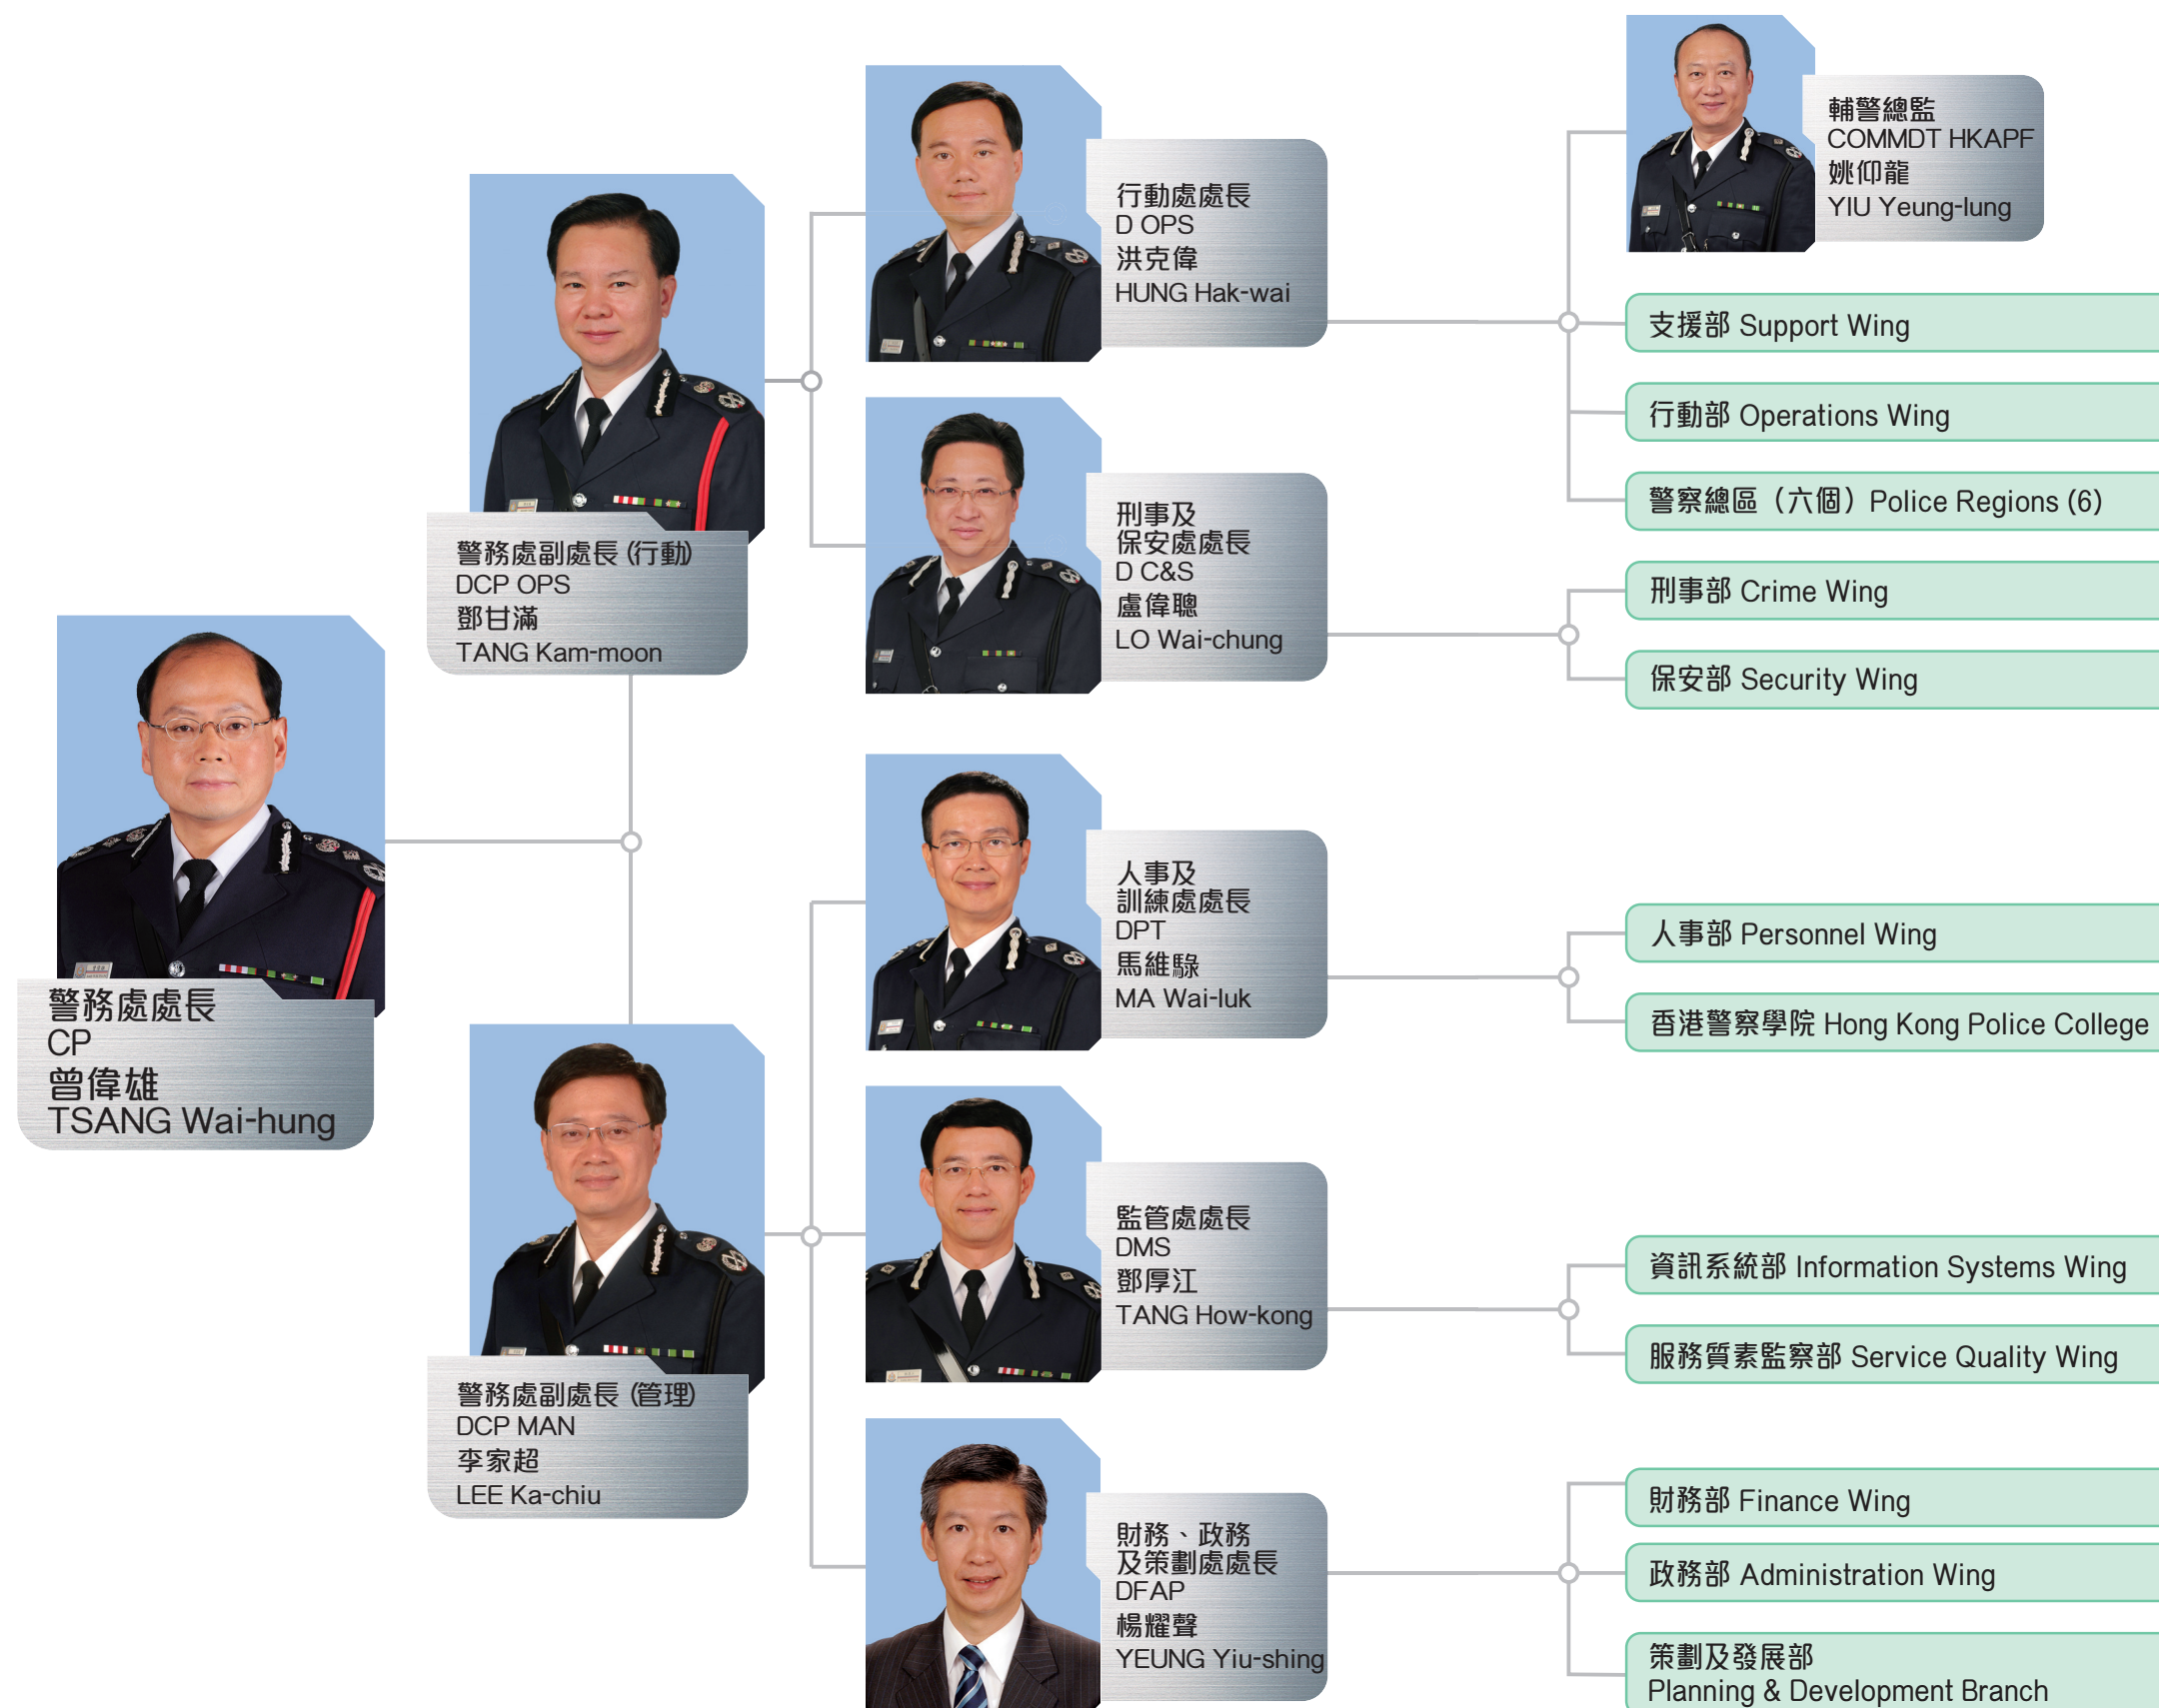 輔警總監
COMMDT HKAPF
姚仰龍
YIU Yeung-lung
行動處處長
D OPS
洪克偉
HUNG Hak-wai
支援部 Support Wing
行動部 Operations Wing
警察總區（六個）Police Regions (6)
警務處副處長 (行動)
DCP OPS
鄧甘滿
TANG Kam-moon
刑事及
保安處處長
D C&S
盧偉聰
LO Wai-chung
刑事部 Crime Wing
保安部 Security Wing
警務處處長
CP
曾偉雄
TSANG Wai-hung
人事及
訓練處處長
DPT
馬維騄
MA Wai-luk
人事部 Personnel Wing
香港警察學院 Hong Kong Police College
警務處副處長 (管理)
DCP MAN
李家超
LEE Ka-chiu
監管處處長
DMS
鄧厚江
TANG How-kong
資訊系統部 Information Systems Wing
服務質素監察部 Service Quality Wing
財務、政務
及策劃處處長
DFAP
楊耀聲
YEUNG Yiu-shing
財務部 Finance Wing
政務部 Administration Wing
策劃及發展部
Planning & Development Branch